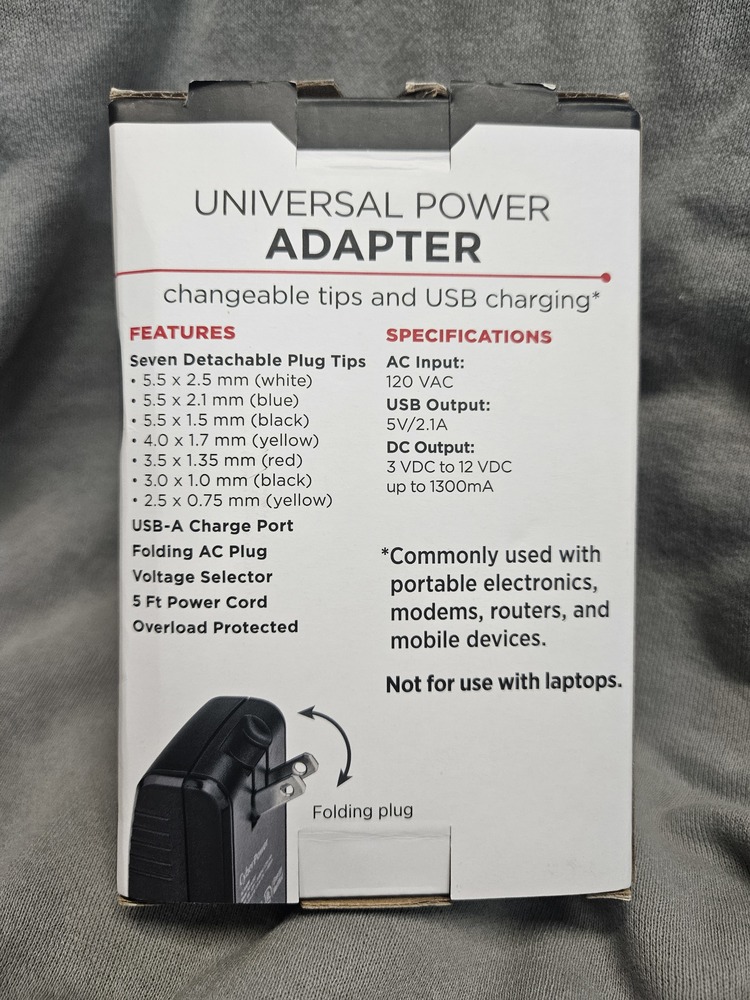 UNIVERSAL POWER
ADAPTER
changeable tips and USB charging*
FEATURES
Seven Detachable Plug Tips
• 5.5 x 2.5 mm (white)
• 5.5 x 2.1 mm (blue)
• 5.5 x 1.5 mm (black)
• 4.0 x 1.7 mm (yellow)
• 3.5 x 1.35 mm (red)
• 3.0 x 1.0 mm (black)
• 2.5 x 0.75 mm (yellow)
USB-A Charge Port
Folding AC Plug
Voltage Selector
5 Ft Power Cord
Overload Protected
SPECIFICATIONS
AC Input:
120 VAC
USB Output:
5V/2.1A
DC Output:
3 VDC to 12 VDC
up to 1300mA
*Commonly used with
portable electronics,
modems, routers, and
mobile devices.
Not for use with laptops.
Folding plug
CyberPower